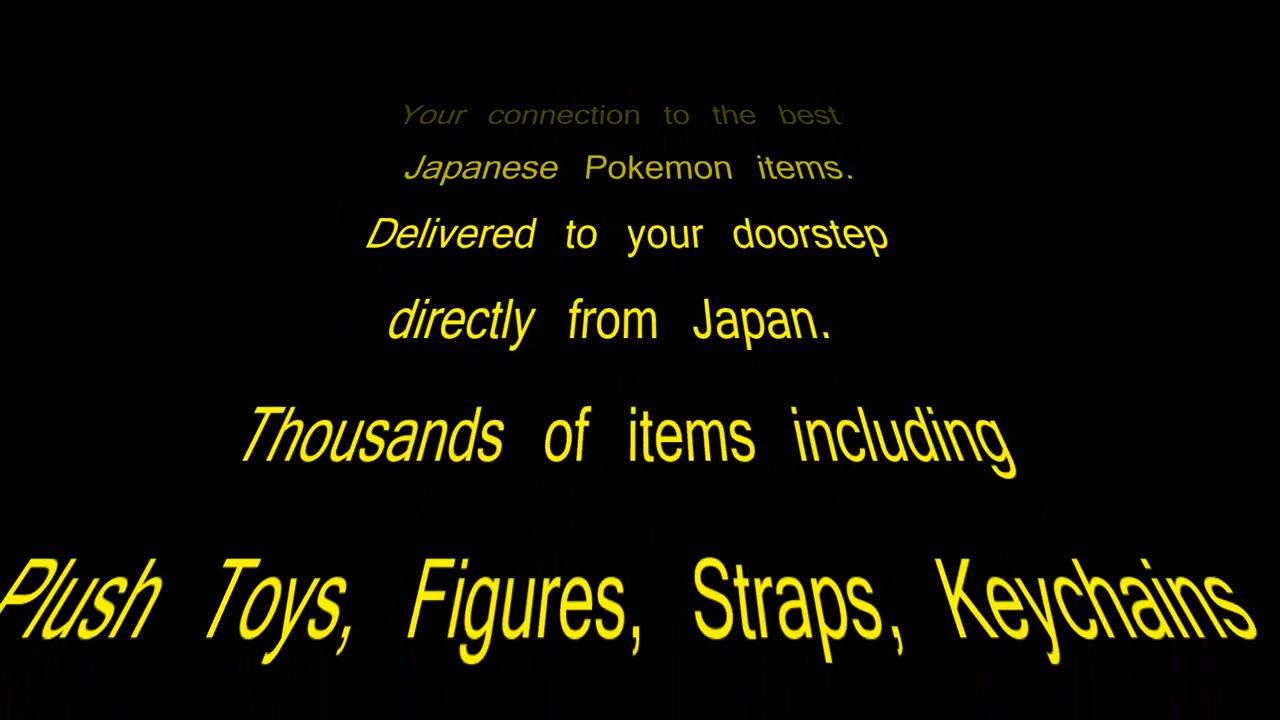 Your connection to the best
Japanese Pokemon items.
Delivered to your doorstep
directly from Japan.
Thousands of items including
Plush Toys, Figures, Straps, Keychains